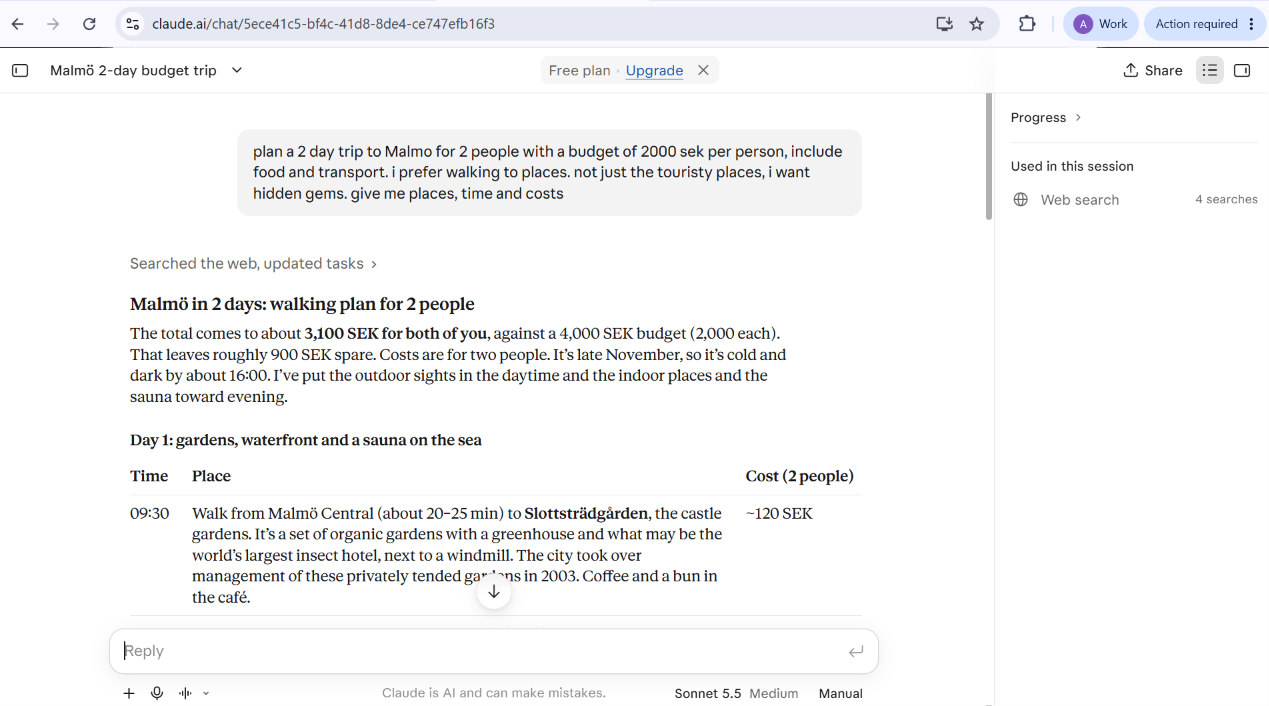 claude.ai/chat/5ece41c5-bf4c-41d8-8de4-ce747efb16f3
A Work
Action required
Malmö 2-day budget trip
Free plan · Upgrade
Share
plan a 2 day trip to Malmo for 2 people with a budget of 2000 sek per person, include
food and transport. i prefer walking to places. not just the touristy places, i want
hidden gems. give me places, time and costs
Progress
Used in this session
Web search 4 searches
Searched the web, updated tasks
Malmö in 2 days: walking plan for 2 people
The total comes to about 3,100 SEK for both of you, against a 4,000 SEK budget (2,000 each).
That leaves roughly 900 SEK spare. Costs are for two people. It's late November, so it's cold and
dark by about 16:00. I've put the outdoor sights in the daytime and the indoor places and the
sauna toward evening.
Day 1: gardens, waterfront and a sauna on the sea
Time Place Cost (2 people)
09:30 Walk from Malmö Central (about 20–25 min) to Slottsträdgården, the castle ~120 SEK
gardens. It's a set of organic gardens with a greenhouse and what may be the
world's largest insect hotel, next to a windmill. The city took over
management of these privately tended gardens in 2003. Coffee and a bun in
the café.
Reply
Claude is AI and can make mistakes.
Sonnet 5.5 Medium
Manual